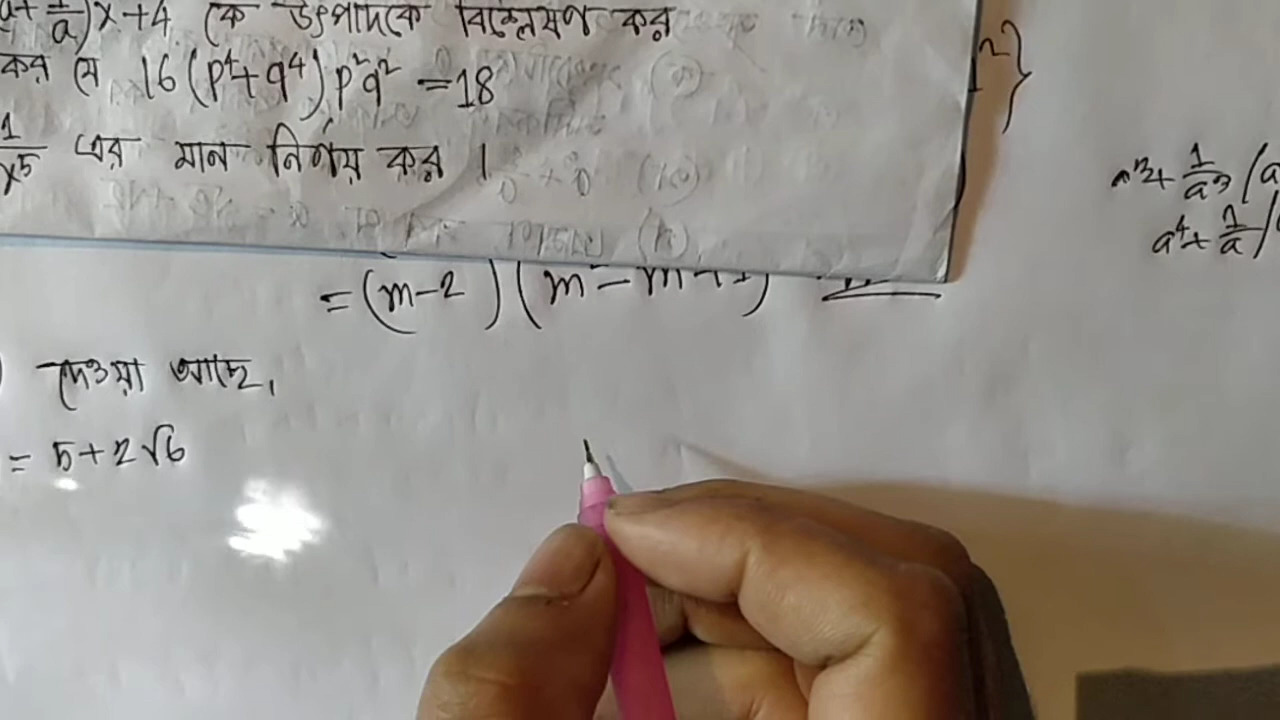 a + 1/a)x + 4 কে উৎপাদকে বিশ্লেষণ কর
কর যে 16(p⁴+q⁴)p²q² = 18
1/x⁵ এর মান নির্ণয় কর।
a³ + 1/a³
a⁴ + 1/a
= (m-2)(m²-m+1)
দেওয়া আছে,
= 5+2√6